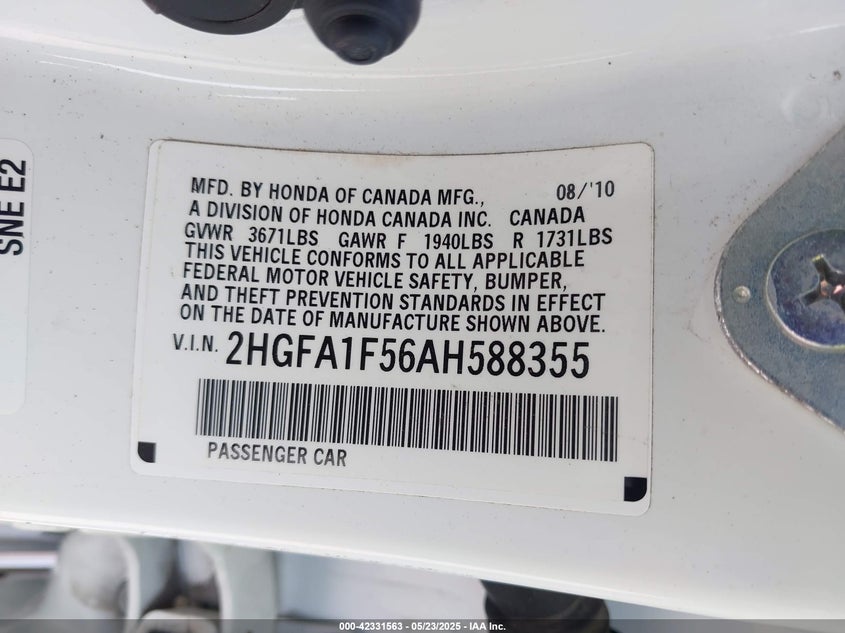 SNE E2
MFD. BY HONDA OF CANADA MFG., 08/'10
A DIVISION OF HONDA CANADA INC. CANADA
GVWR 3671LBS GAWR F 1940LBS R 1731LBS
THIS VEHICLE CONFORMS TO ALL APPLICABLE
FEDERAL MOTOR VEHICLE SAFETY, BUMPER,
AND THEFT PREVENTION STANDARDS IN EFFECT
ON THE DATE OF MANUFACTURE SHOWN ABOVE.
V.I.N. 2HGFA1F56AH588355
PASSENGER CAR
000-42331563 - 05/23/2025 - © IAA Inc.